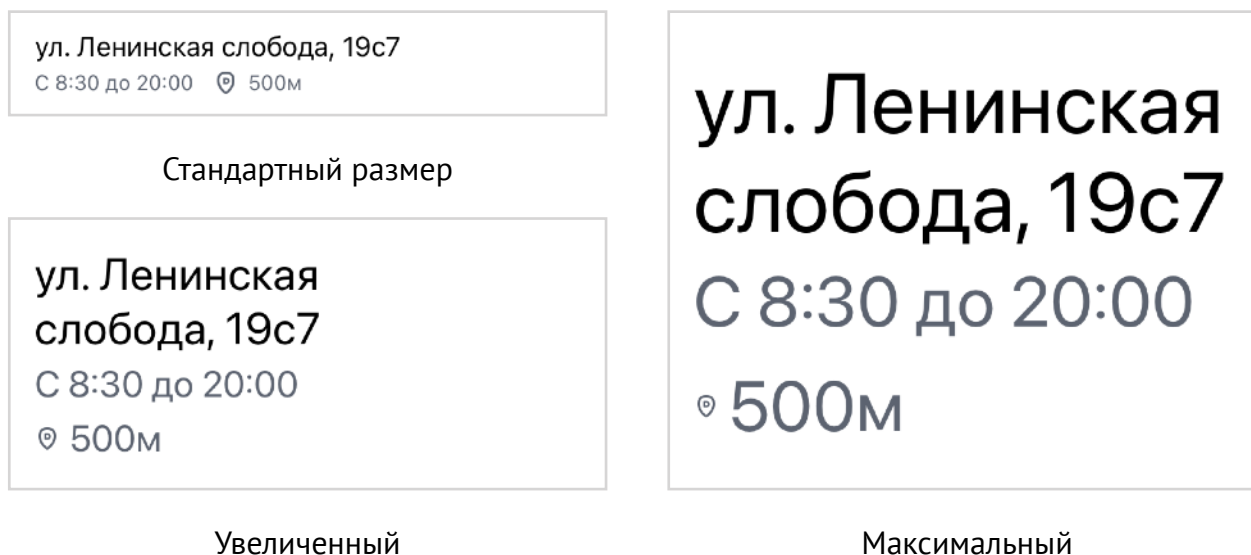 ул. Ленинская слобода, 19с7
С 8:30 до 20:00 500м
Стандартный размер
ул. Ленинская
слобода, 19с7
С 8:30 до 20:00
500м
Увеличенный
ул. Ленинская
слобода, 19с7
С 8:30 до 20:00
500м
Максимальный